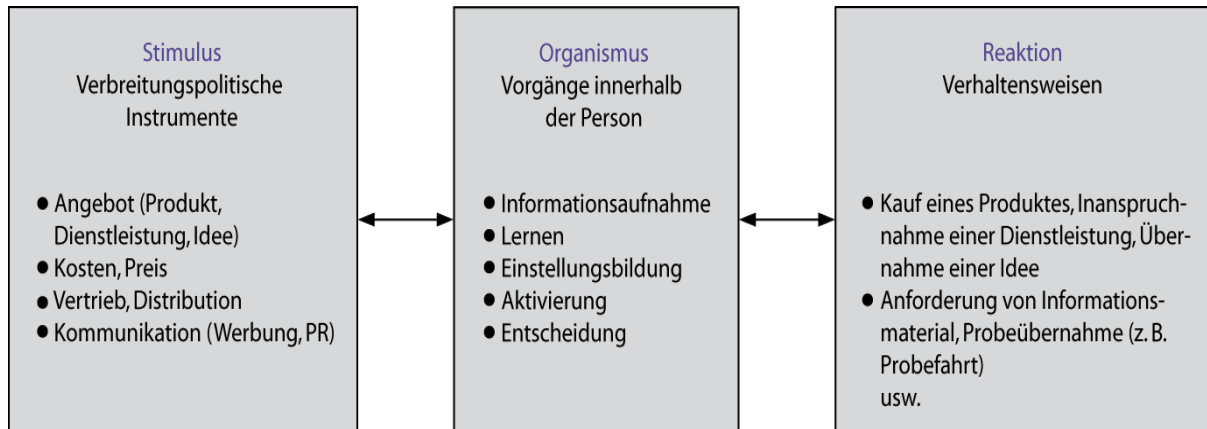 Stimulus
Verbreitungspolitische
Instrumente
● Angebot (Produkt,
Dienstleistung, Idee)
● Kosten, Preis
● Vertrieb, Distribution
● Kommunikation (Werbung, PR)
Organismus
Vorgänge innerhalb
der Person
● Informationsaufnahme
● Lernen
● Einstellungsbildung
● Aktivierung
● Entscheidung
Reaktion
Verhaltensweisen
● Kauf eines Produktes, Inanspruch-
nahme einer Dienstleistung, Über-
nahme einer Idee
● Anforderung von Informations-
material, Probeübernahme (z. B.
Probefahrt)
usw.